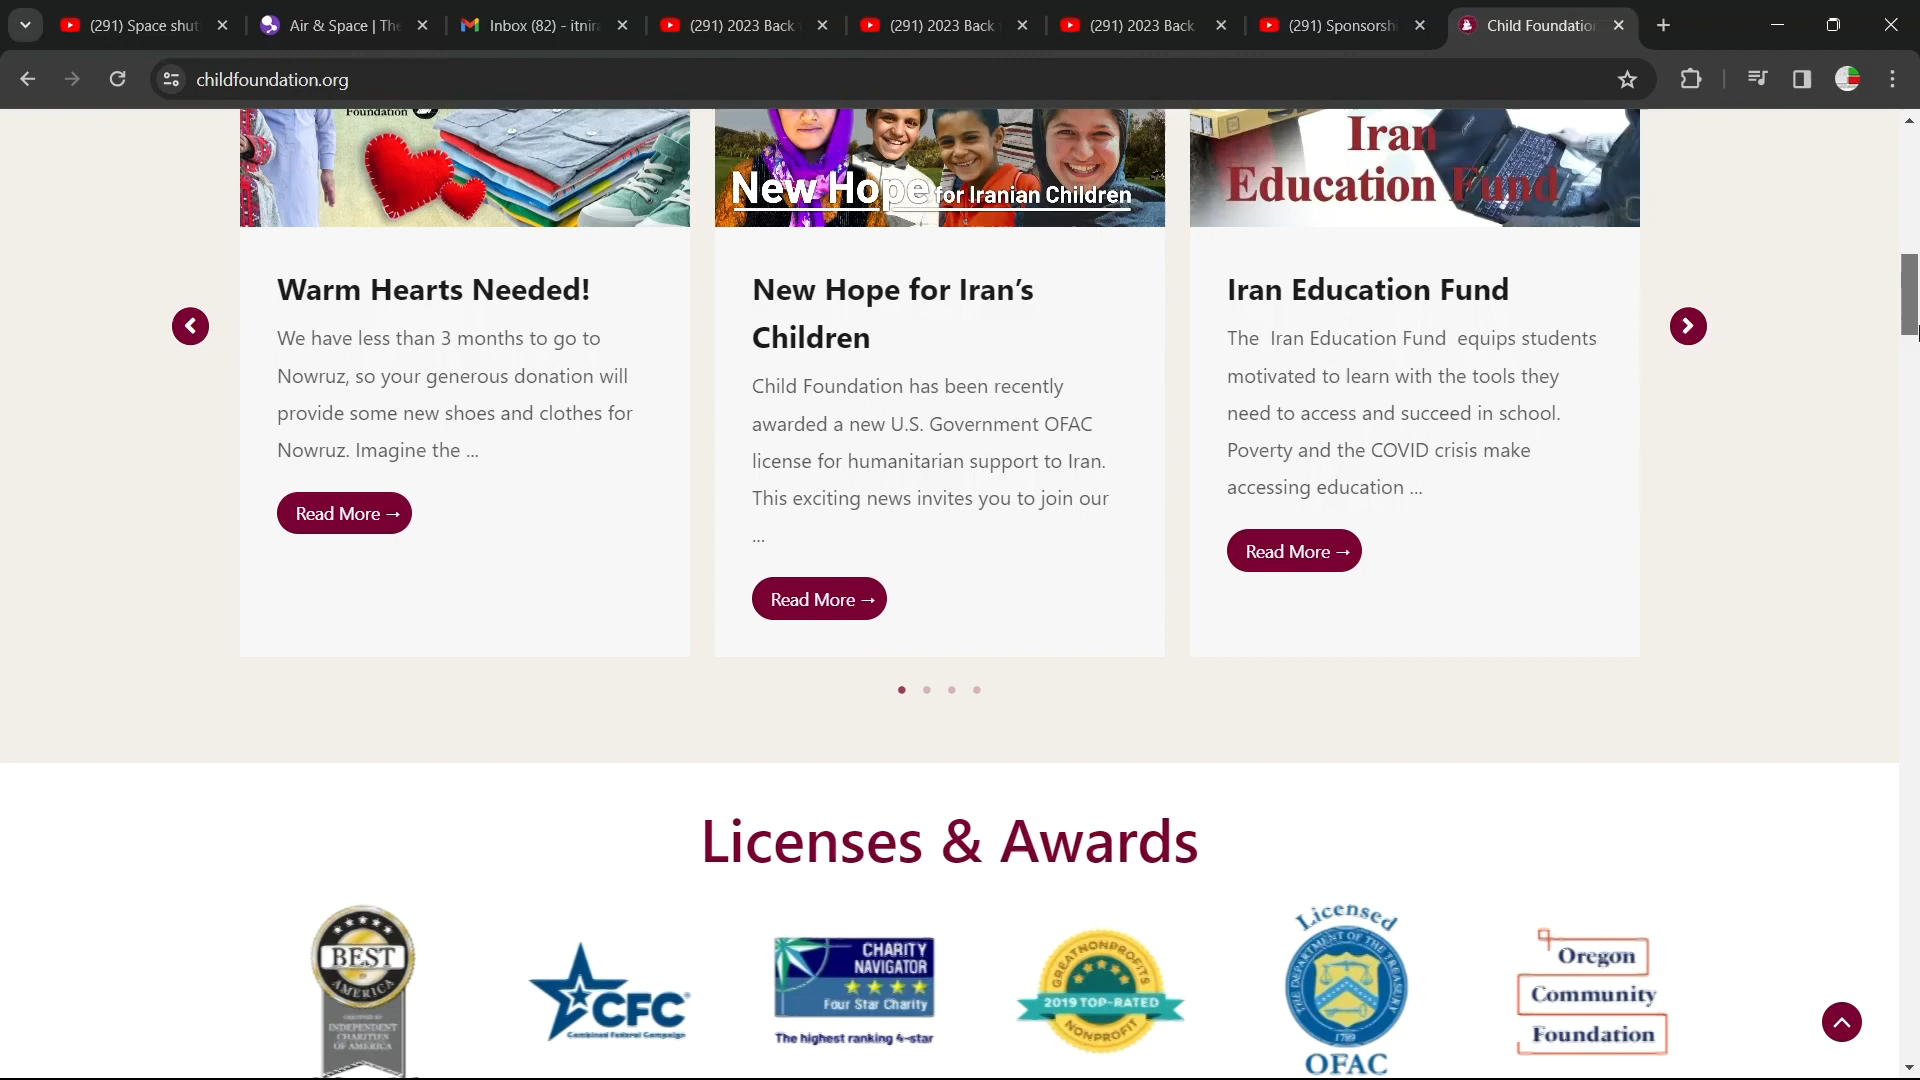 (291) Space shut
Air & Space | The
Inbox (82) - itnira
(291) 2023 Back
(291) 2023 Back
(291) 2023 Back
(291) Sponsorshi
Child Foundation
childfoundation.org
Foundation
New Hope for Iranian Children
Iran
Education Fund
Warm Hearts Needed!
We have less than 3 months to go to
Nowruz, so your generous donation will
provide some new shoes and clothes for
Nowruz. Imagine the ...
Read More →
New Hope for Iran’s
Children
Child Foundation has been recently
awarded a new U.S. Government OFAC
license for humanitarian support to Iran.
This exciting news invites you to join our
...
Read More →
Iran Education Fund
The Iran Education Fund equips students
motivated to learn with the tools they
need to access and succeed in school.
Poverty and the COVID crisis make
accessing education ...
Read More →
Licenses & Awards
BEST
AMERICA
CERTIFIED BY
INDEPENDENT
CHARITIES
OF AMERICA
CFC
Combined Federal Campaign
CHARITY
NAVIGATOR
Four Star Charity
The highest ranking 4-star
GREATNONPROFITS
2019 TOP-RATED
NONPROFIT
Licensed
THE DEPARTMENT OF THE TREASURY
1789
OFAC
Oregon
Community
Foundation